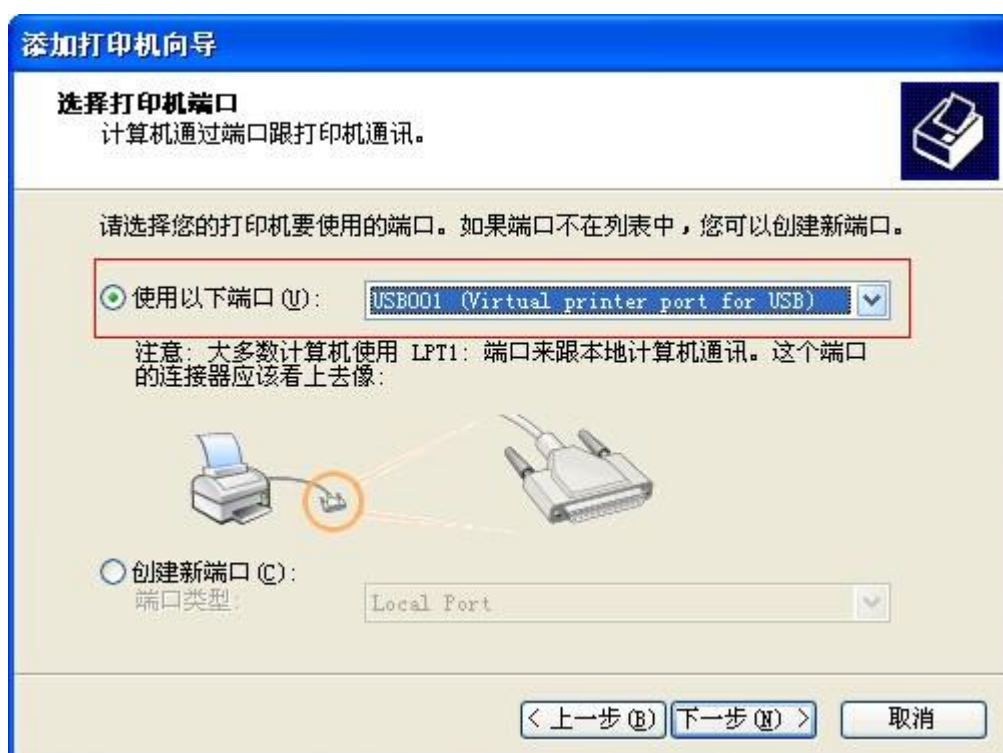 添加打印机向导
选择打印机端口
计算机通过端口跟打印机通讯。
请选择您的打印机要使用的端口。如果端口不在列表中，您可以创建新端口。
使用以下端口(U): USB001 (Virtual printer port for USB)
注意: 大多数计算机使用 LPT1: 端口来跟本地计算机通讯。这个端口
的连接器应该看上去像:
创建新端口(C):
端口类型: Local Port
< 上一步(B) 下一步(N) > 取消